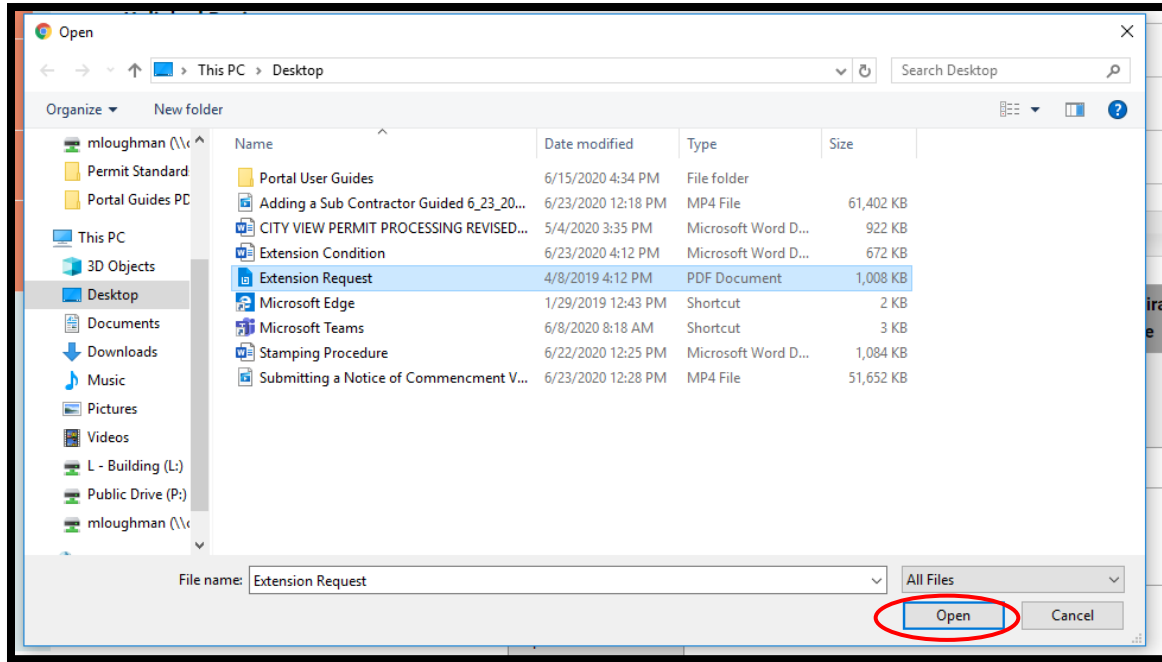 Open
This PC > Desktop
Search Desktop
Organize
New folder
mloughman (\\
Permit Standard
Portal Guides PD
This PC
3D Objects
Desktop
Documents
Downloads
Music
Pictures
Videos
L - Building (L:)
Public Drive (P:)
mloughman (\\
Name Date modified Type Size
Portal User Guides 6/15/2020 4:34 PM File folder
Adding a Sub Contractor Guided 6_23_20... 6/23/2020 12:18 PM MP4 File 61,402 KB
CITY VIEW PERMIT PROCESSING REVISED... 5/4/2020 3:35 PM Microsoft Word D... 922 KB
Extension Condition 6/23/2020 4:12 PM Microsoft Word D... 672 KB
Extension Request 4/8/2019 4:12 PM PDF Document 1,008 KB
Microsoft Edge 1/29/2019 12:43 PM Shortcut 2 KB
Microsoft Teams 6/8/2020 8:18 AM Shortcut 3 KB
Stamping Procedure 6/22/2020 12:25 PM Microsoft Word D... 1,084 KB
Submitting a Notice of Commencment V... 6/23/2020 12:28 PM MP4 File 51,652 KB
File name: Extension Request
All Files
Open
Cancel